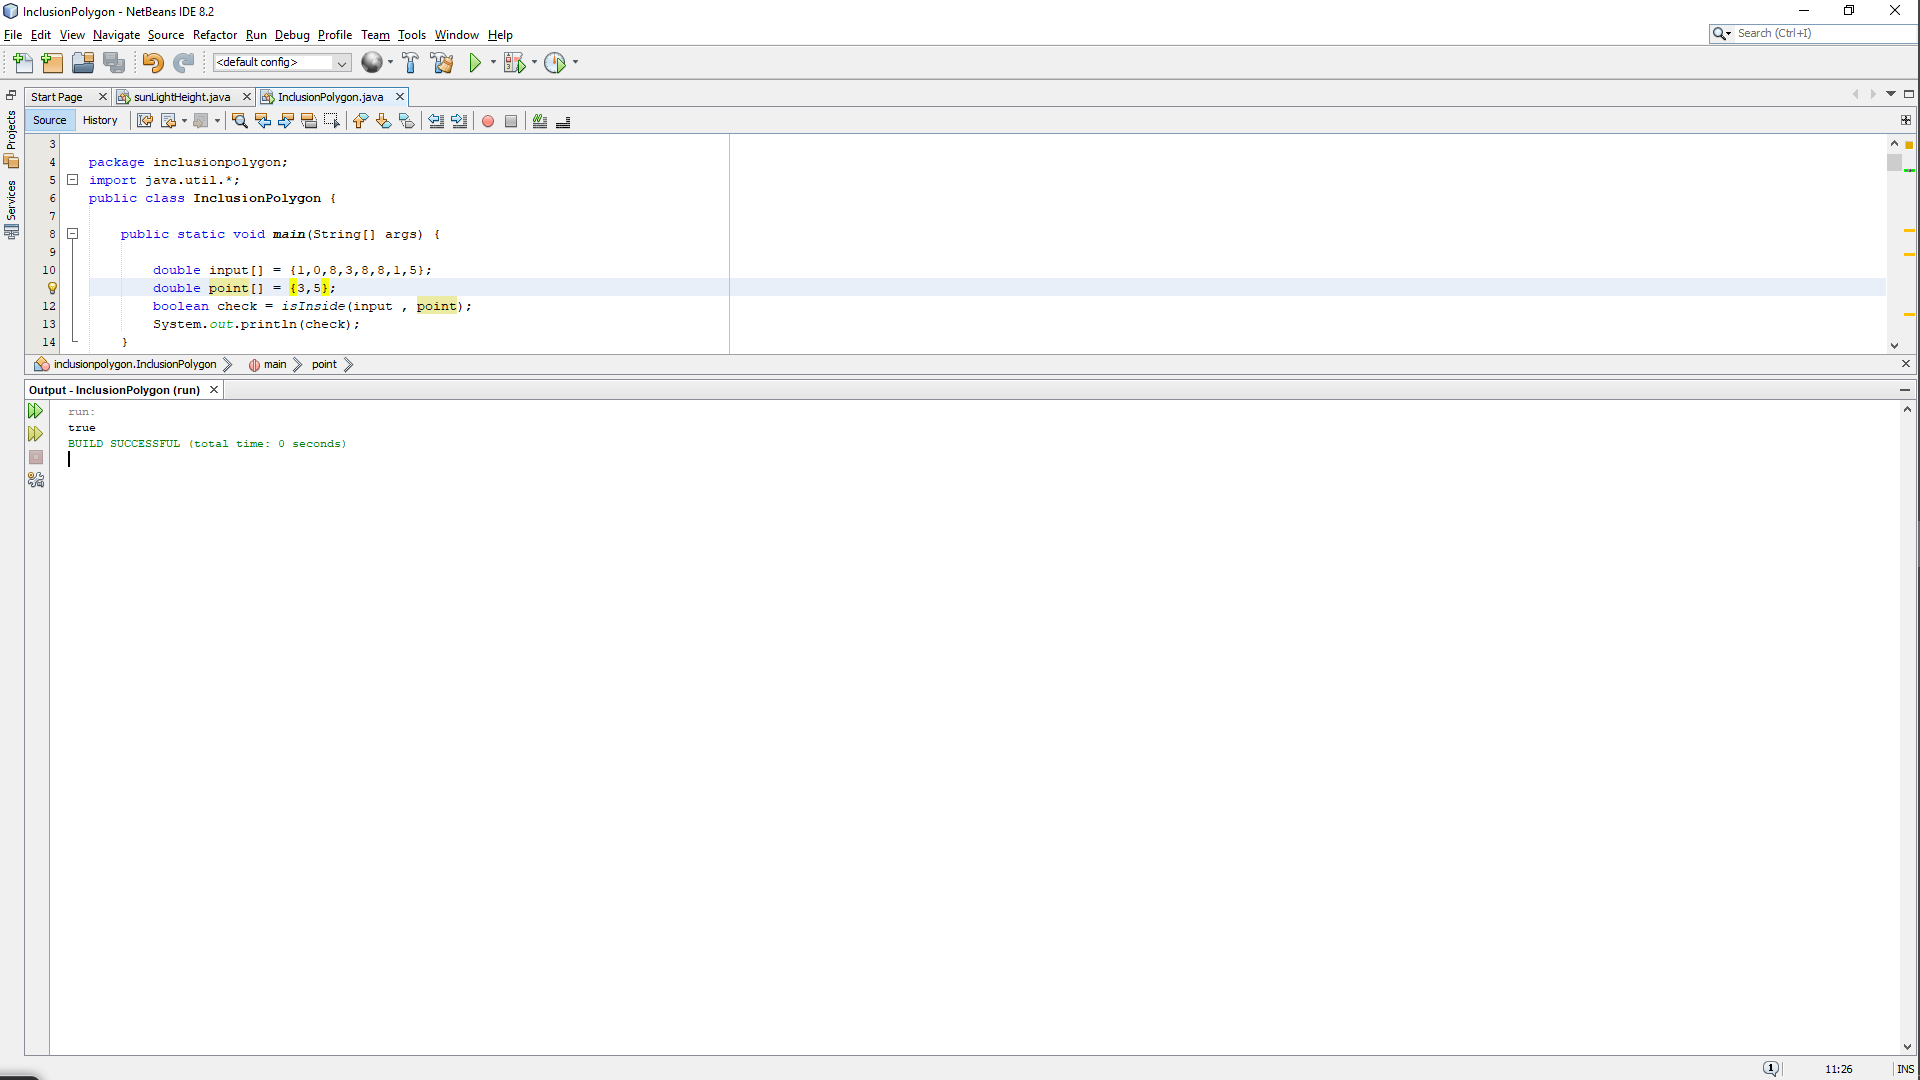 InclusionPolygon - NetBeans IDE 8.2
File Edit View Navigate Source Refactor Run Debug Profile Team Tools Window Help
Search (Ctrl+I)
<default config>
Start Page sunLightHeight.java InclusionPolygon.java
Source History
Projects
Services
3
4 package inclusionpolygon;
5 import java.util.*;
6 public class InclusionPolygon {
7
8 public static void main(String[] args) {
9
10 double input[] = {1,0,8,3,8,8,1,5};
double point[] = {3,5};
12 boolean check = isInside(input , point);
13 System.out.println(check);
14 }
inclusionpolygon.InclusionPolygon main point
Output - InclusionPolygon (run)
run:
true
BUILD SUCCESSFUL (total time: 0 seconds)
1 11:26 INS